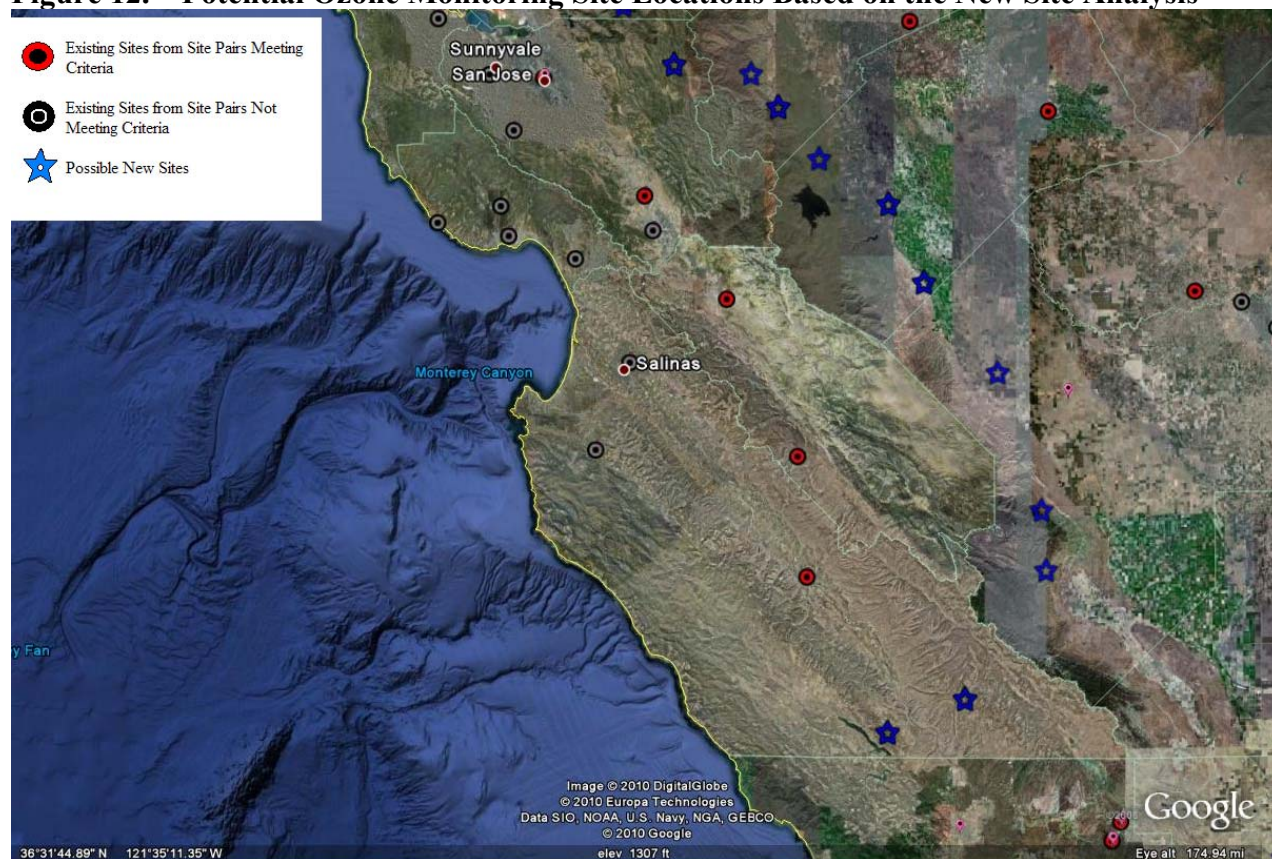 Figure 12. Potential Ozone Monitoring Site Locations Based on the New Site Analysis
Existing Sites from Site Pairs Meeting
Criteria
Existing Sites from Site Pairs Not
Meeting Criteria
Possible New Sites
Sunnyvale
San Jose
Salinas
Monterey Canyon
y Fan
Image © 2010 DigitalGlobe
© 2010 Europa Technologies
Data SIO, NOAA, U.S. Navy, NGA, GEBCO
© 2010 Google
©2009
Google
36°31'44.89" N 121°35'11.35" W
elev 1307 ft
Eye alt 174.94 mi